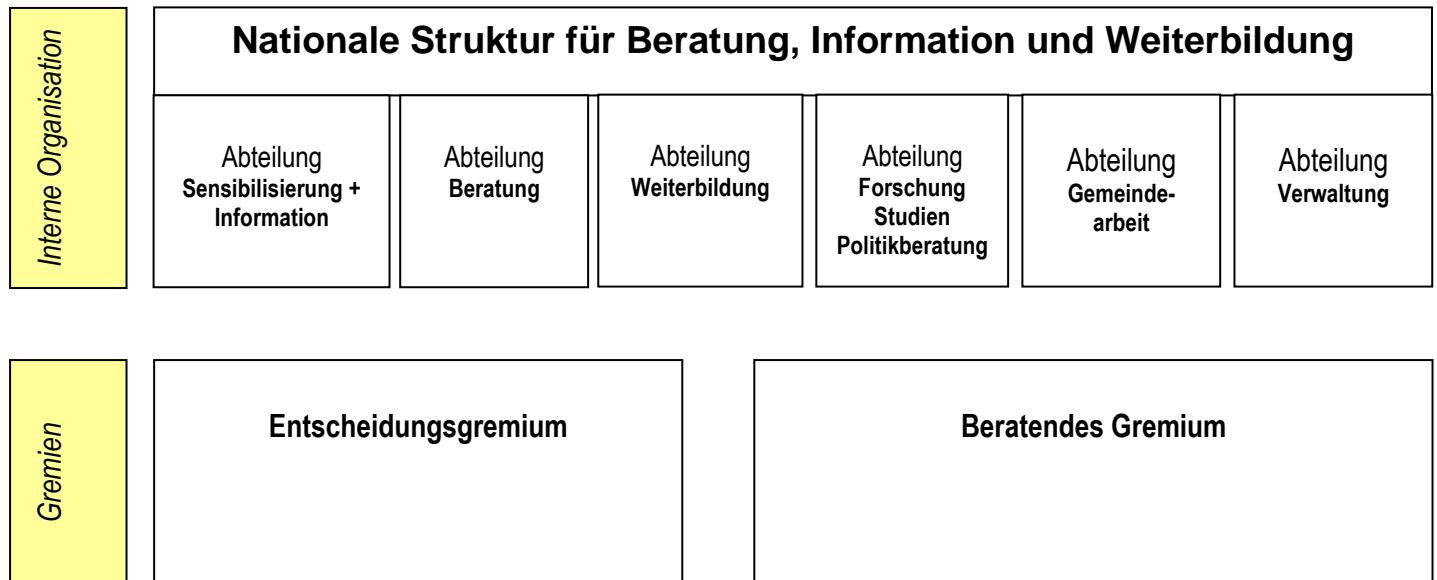 Interne Organisation
Nationale Struktur für Beratung, Information und Weiterbildung
Abteilung
Sensibilisierung +
Information
Abteilung
Beratung
Abteilung
Weiterbildung
Abteilung
Forschung
Studien
Politikberatung
Abteilung
Gemeinde-
arbeit
Abteilung
Verwaltung
Gremien
Entscheidungsgremium
Beratendes Gremium